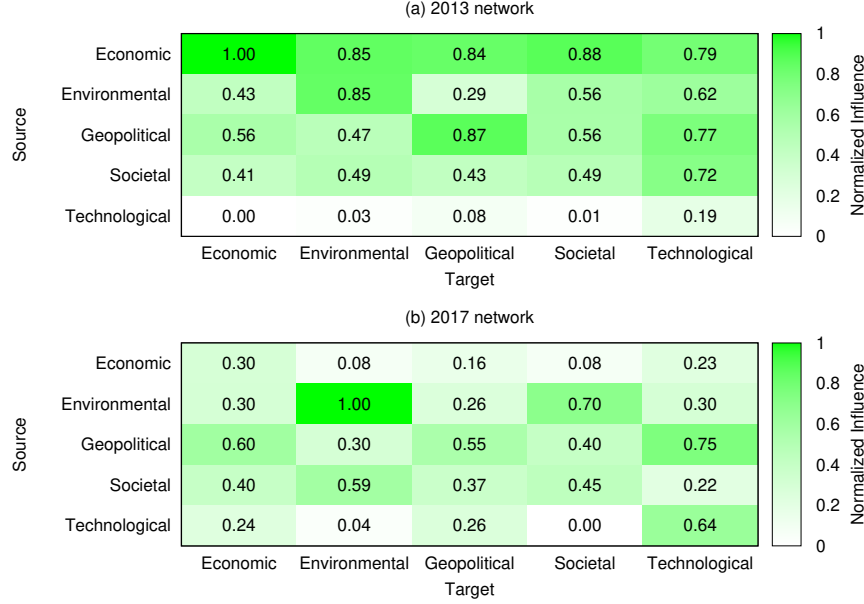 (a) 2013 network
Source
Economic 1.00 0.85 0.84 0.88 0.79
Environmental 0.43 0.85 0.29 0.56 0.62
Geopolitical 0.56 0.47 0.87 0.56 0.77
Societal 0.41 0.49 0.43 0.49 0.72
Technological 0.00 0.03 0.08 0.01 0.19
Economic Environmental Geopolitical Societal Technological
Target
1
0.8
0.6
0.4
0.2
0
Normalized Influence
(b) 2017 network
Source
Economic 0.30 0.08 0.16 0.08 0.23
Environmental 0.30 1.00 0.26 0.70 0.30
Geopolitical 0.60 0.30 0.55 0.40 0.75
Societal 0.40 0.59 0.37 0.45 0.22
Technological 0.24 0.04 0.26 0.00 0.64
Economic Environmental Geopolitical Societal Technological
Target
1
0.8
0.6
0.4
0.2
0
Normalized Influence